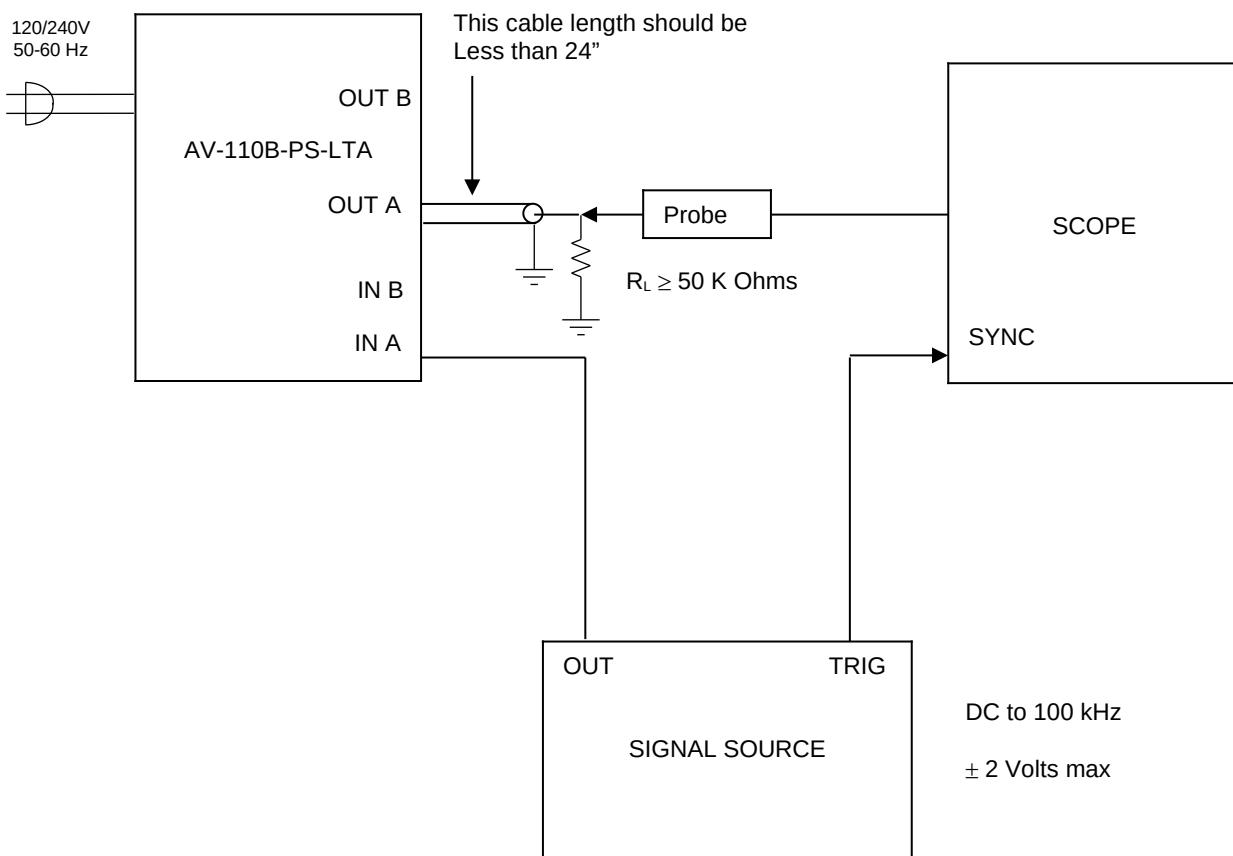 120/240V
50-60 Hz
This cable length should be
Less than 24”
OUT B
AV-110B-PS-LTA
OUT A
Probe
SCOPE
IN B
R_L ≥ 50 K Ohms
IN A
SYNC
OUT
TRIG
DC to 100 kHz
SIGNAL SOURCE
± 2 Volts max